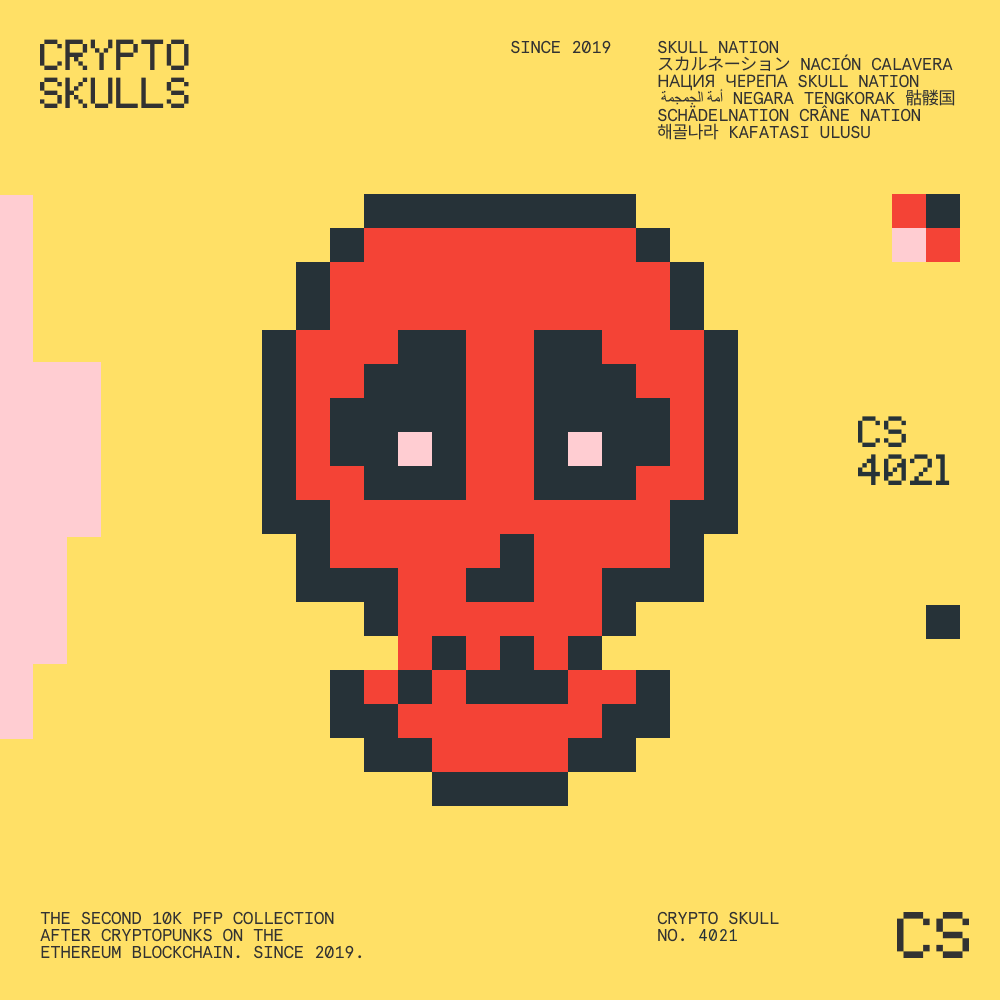 CRYPTO
SKULLS
SINCE 2019
SKULL NATION
スカルネーション NACIÓN CALAVERA
НАЦИЯ ЧЕРЕПА SKULL NATION
أمة الجمجمة NEGARA TENGKORAK 骷髅国
SCHÄDELNATION CRÂNE NATION
해골나라 KAFATASI ULUSU
CS
4021
THE SECOND 10K PFP COLLECTION
AFTER CRYPTOPUNKS ON THE
ETHEREUM BLOCKCHAIN. SINCE 2019.
CRYPTO SKULL
NO. 4021
CS